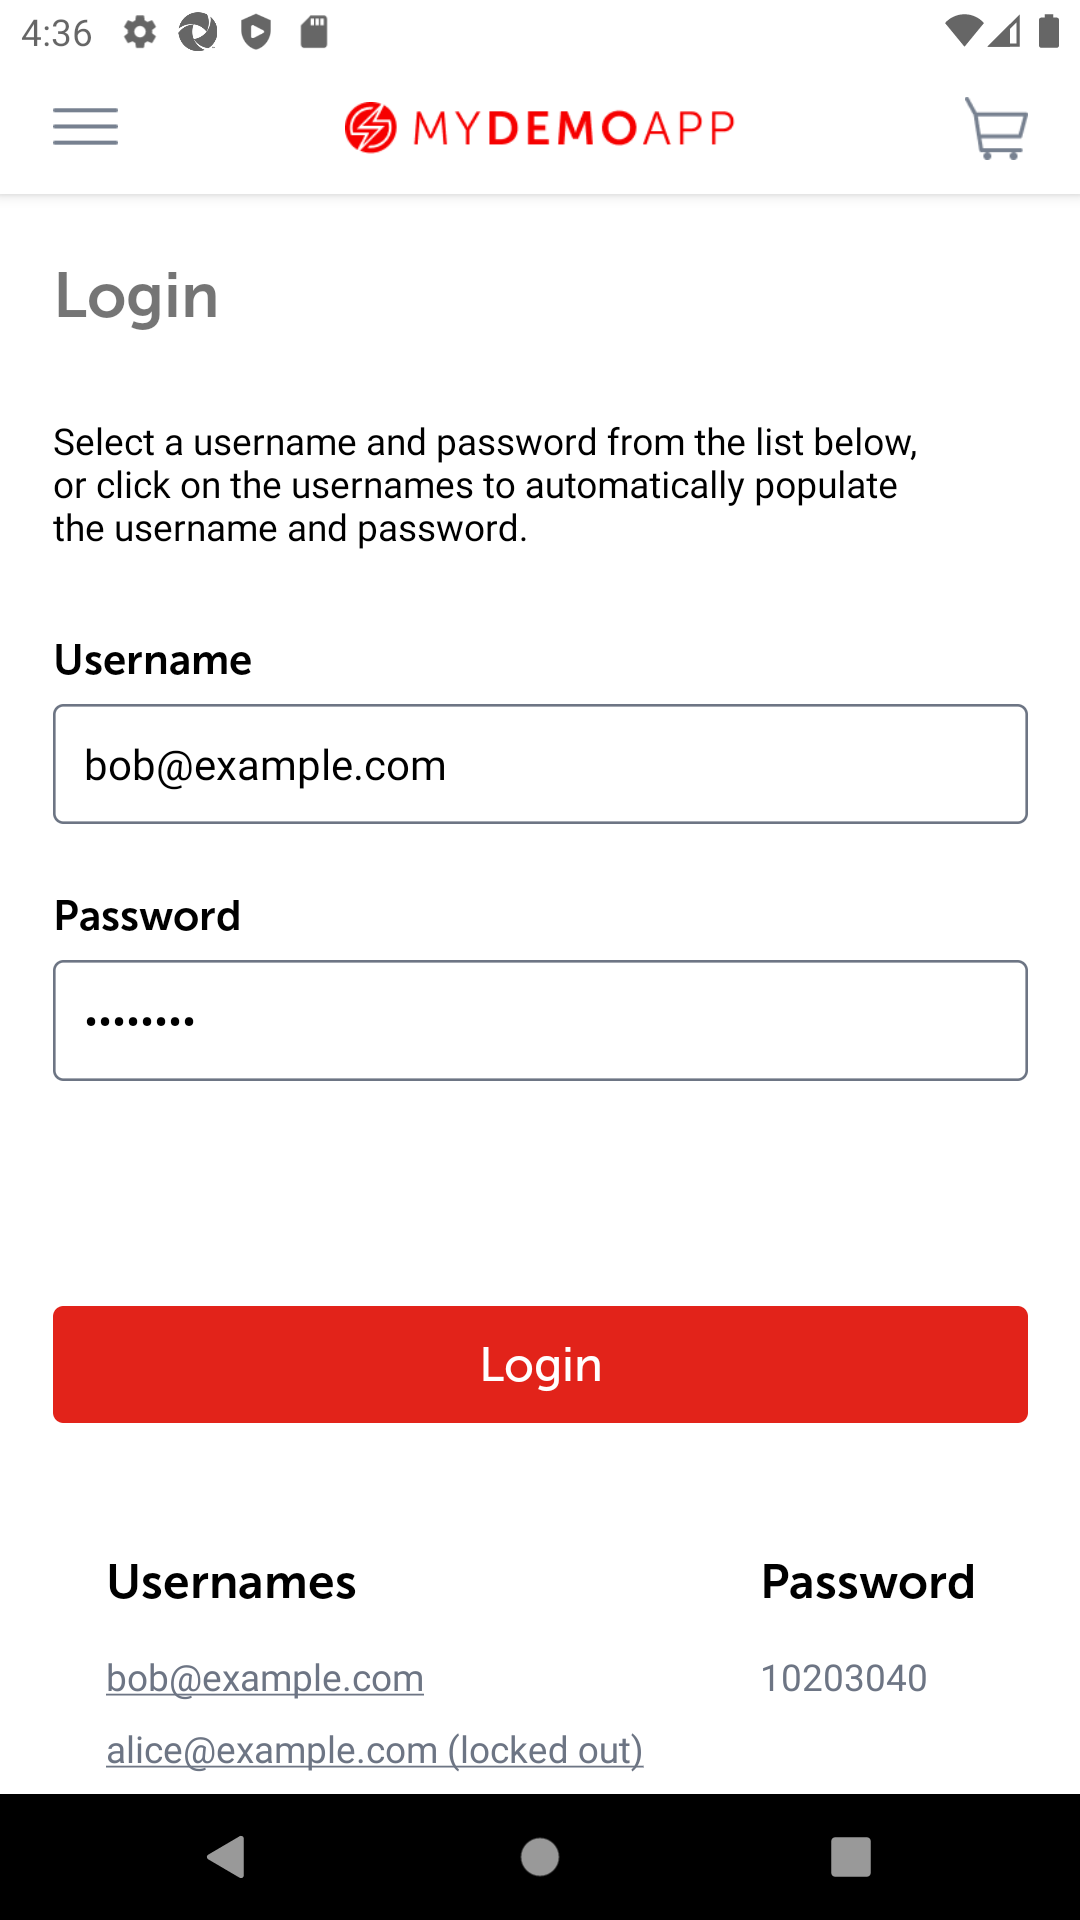 4:36
MYDEMOAPP
Login
Select a username and password from the list below,
or click on the usernames to automatically populate
the username and password.
Username
bob@example.com
Password
••••••••
Login
Usernames Password
bob@example.com 10203040
alice@example.com (locked out)